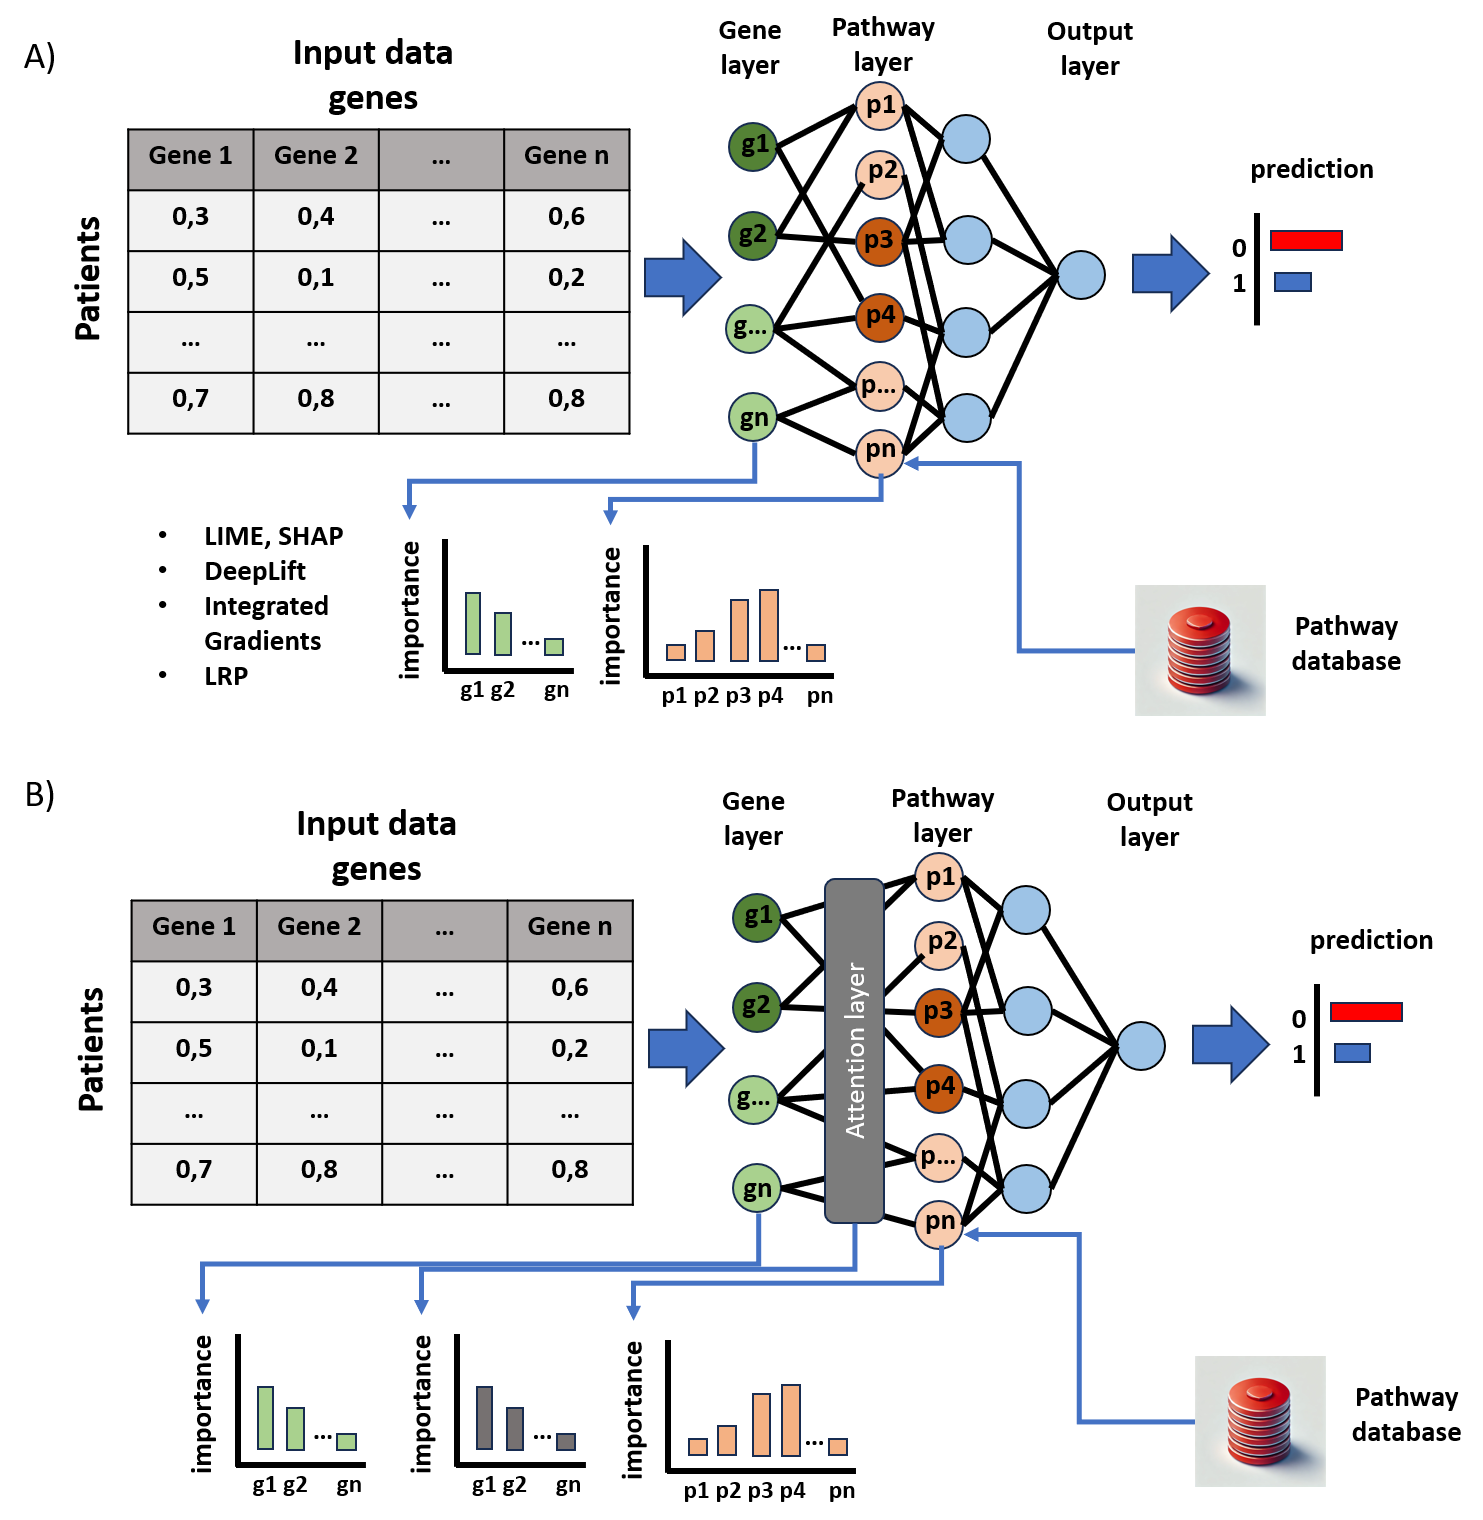 A)
Input data
genes
Gene 1 Gene 2 ... Gene n
0,3 0,4 ... 0,6
0,5 0,1 ... 0,2
... ... ... ...
0,7 0,8 ... 0,8
Patients
Gene
layer
Pathway
layer
Output
layer
g1
g2
g...
gn
p1
p2
p3
p4
p...
pn
prediction
0
1
• LIME, SHAP
• DeepLift
• Integrated
Gradients
• LRP
importance
...
g1 g2 gn
importance
...
p1 p2 p3 p4 pn
Pathway
database
B)
Input data
genes
Gene 1 Gene 2 ... Gene n
0,3 0,4 ... 0,6
0,5 0,1 ... 0,2
... ... ... ...
0,7 0,8 ... 0,8
Patients
Gene
layer
Pathway
layer
Output
layer
g1
g2
g...
gn
Attention layer
p1
p2
p3
p4
p...
pn
prediction
0
1
importance
...
g1 g2 gn
importance
...
g1 g2 gn
importance
...
p1 p2 p3 p4 pn
Pathway
database